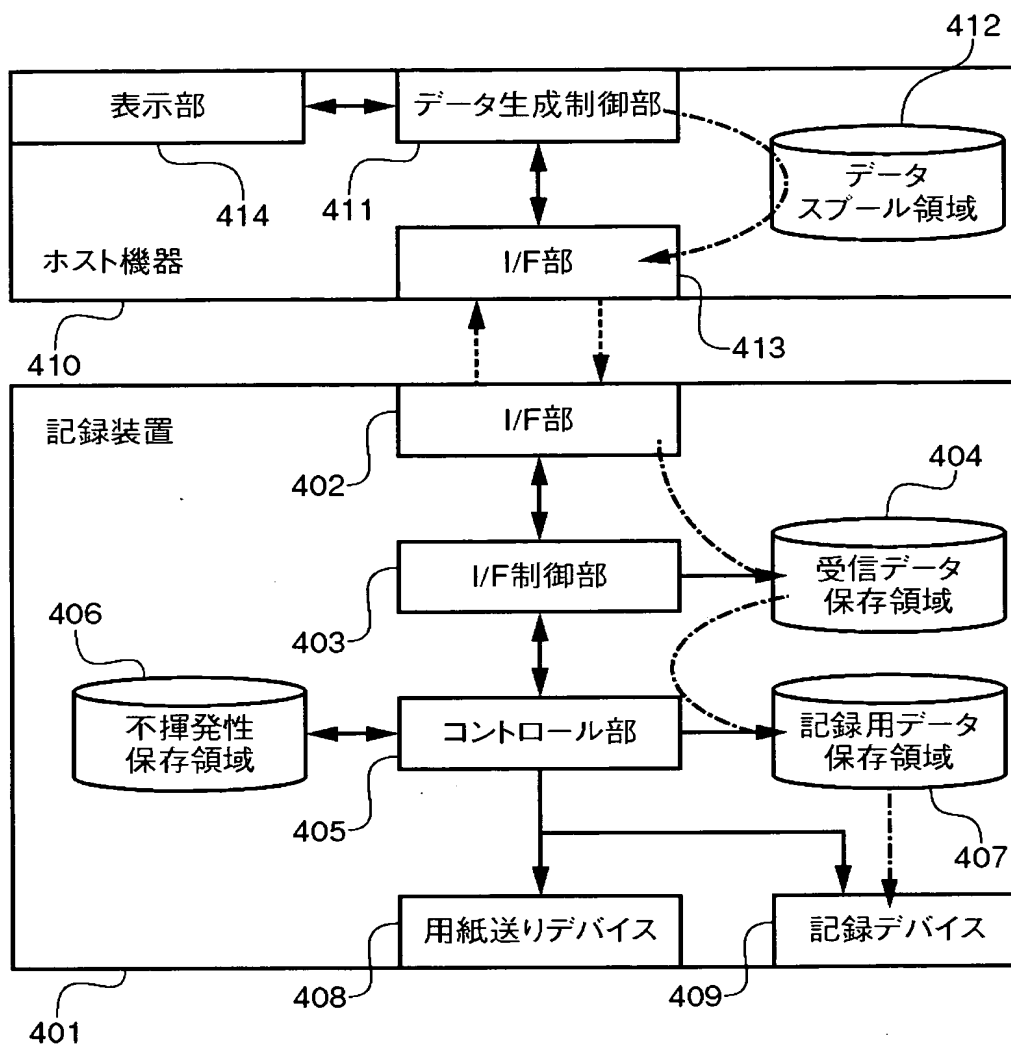 412
表示部
データ生成制御部
データ
スプール領域
414
411
ホスト機器
I/F部
410
413
記録装置
I/F部
402
404
I/F制御部
受信データ
保存領域
403
406
不揮発性
保存領域
コントロール部
記録用データ
保存領域
405
407
用紙送りデバイス
記録デバイス
408
409
401